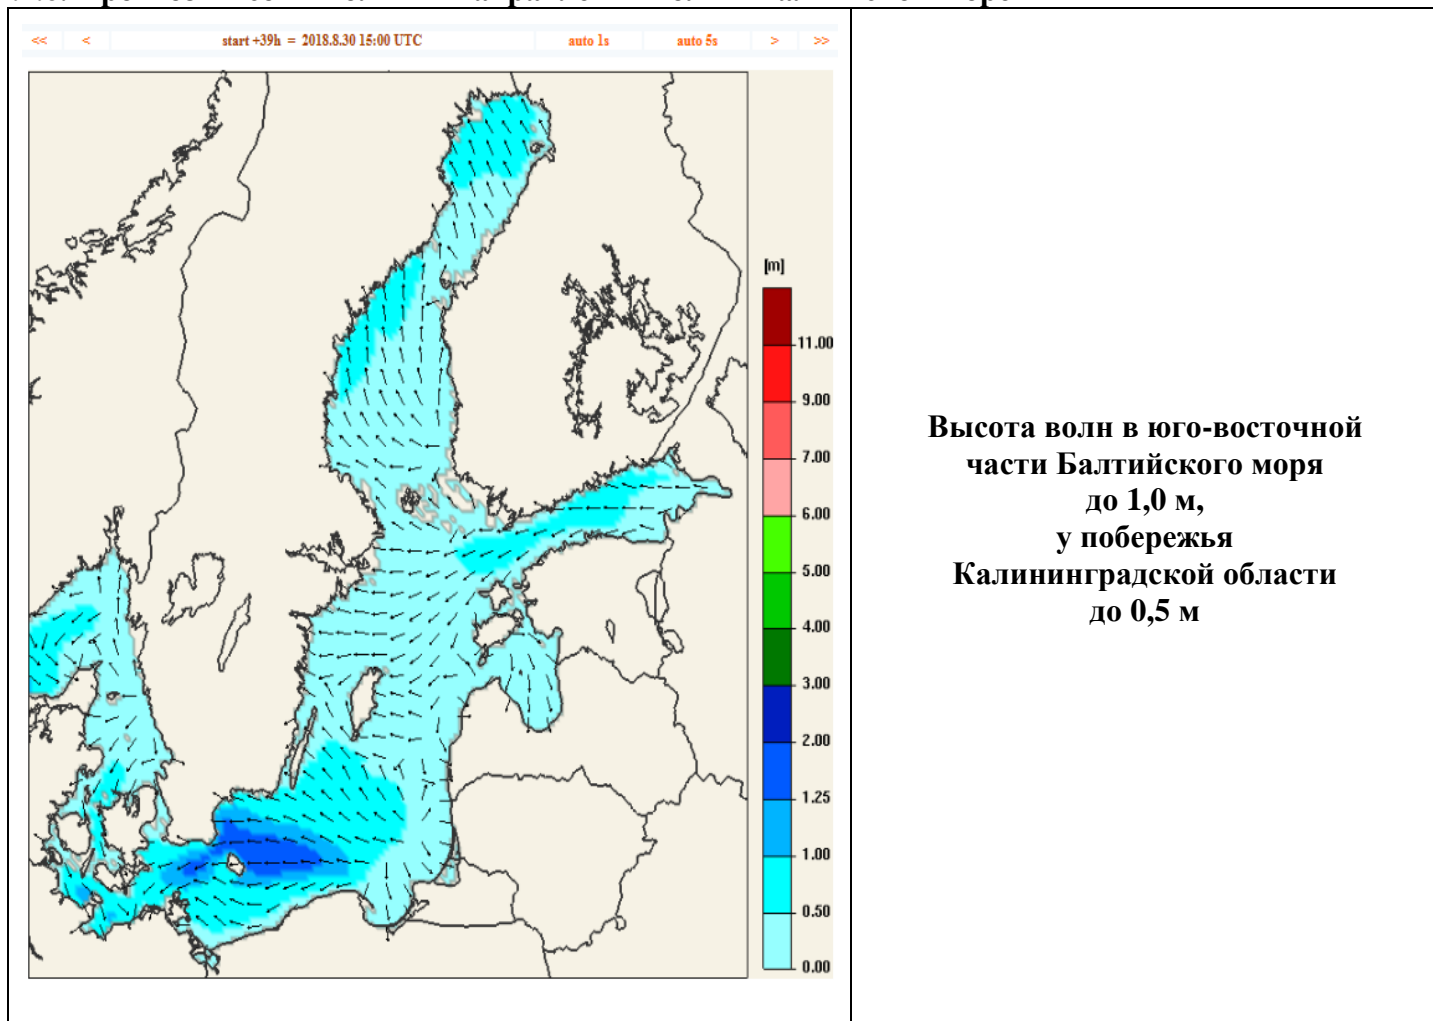 << < start +39h = 2018.8.30 15:00 UTC auto 1s auto 5s > >>
[m]
11.00
9.00
7.00
6.00
5.00
4.00
3.00
2.00
1.25
1.00
0.50
0.00
Высота волн в юго-восточной
части Балтийского моря
до 1,0 м,
у побережья
Калининградской области
до 0,5 м